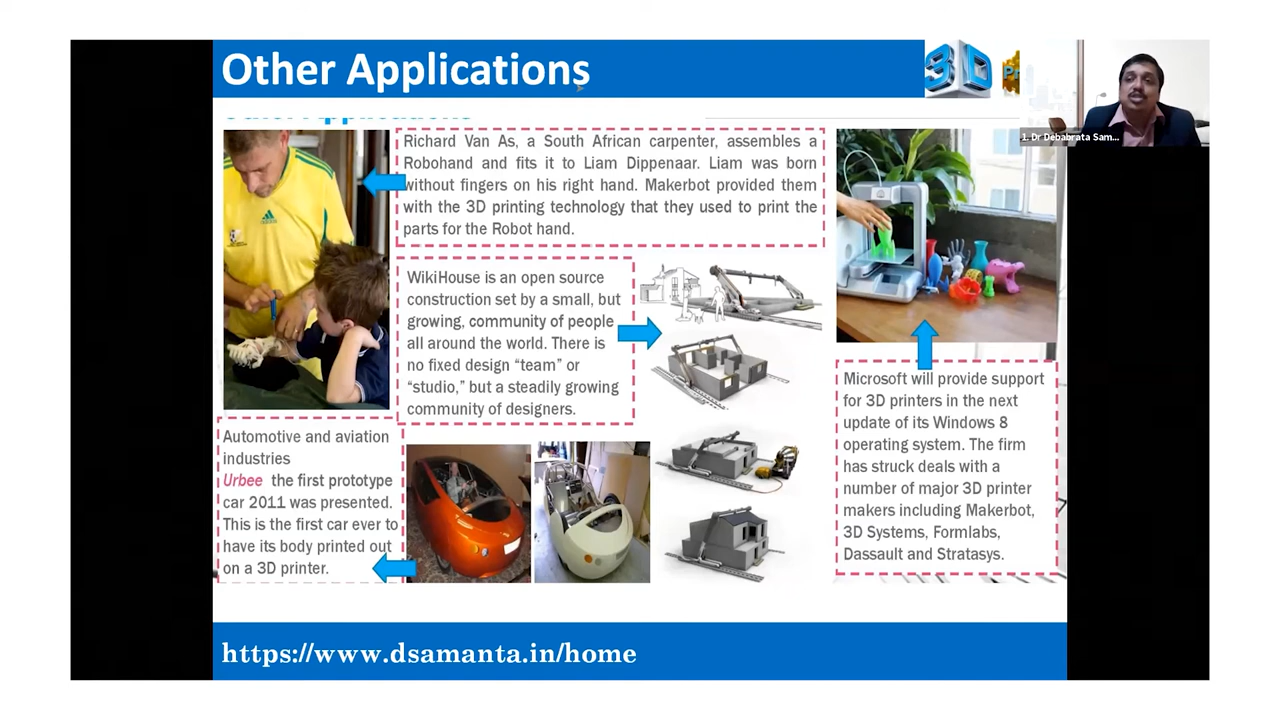 Other Applications
3D
Pr
1. Dr Debabrata Sam...
Richard Van As, a South African carpenter, assembles a
Robohand and fits it to Liam Dippenaar. Liam was born
without fingers on his right hand. Makerbot provided them
with the 3D printing technology that they used to print the
parts for the Robot hand.
WikiHouse is an open source
construction set by a small, but
growing, community of people
all around the world. There is
no fixed design “team” or
“studio,” but a steadily growing
community of designers.
Microsoft will provide support
for 3D printers in the next
update of its Windows 8
operating system. The firm
has struck deals with a
number of major 3D printer
makers including Makerbot,
3D Systems, Formlabs,
Dassault and Stratasys.
Automotive and aviation
industries
Urbee the first prototype
car 2011 was presented.
This is the first car ever to
have its body printed out
on a 3D printer.
https://www.dsamanta.in/home